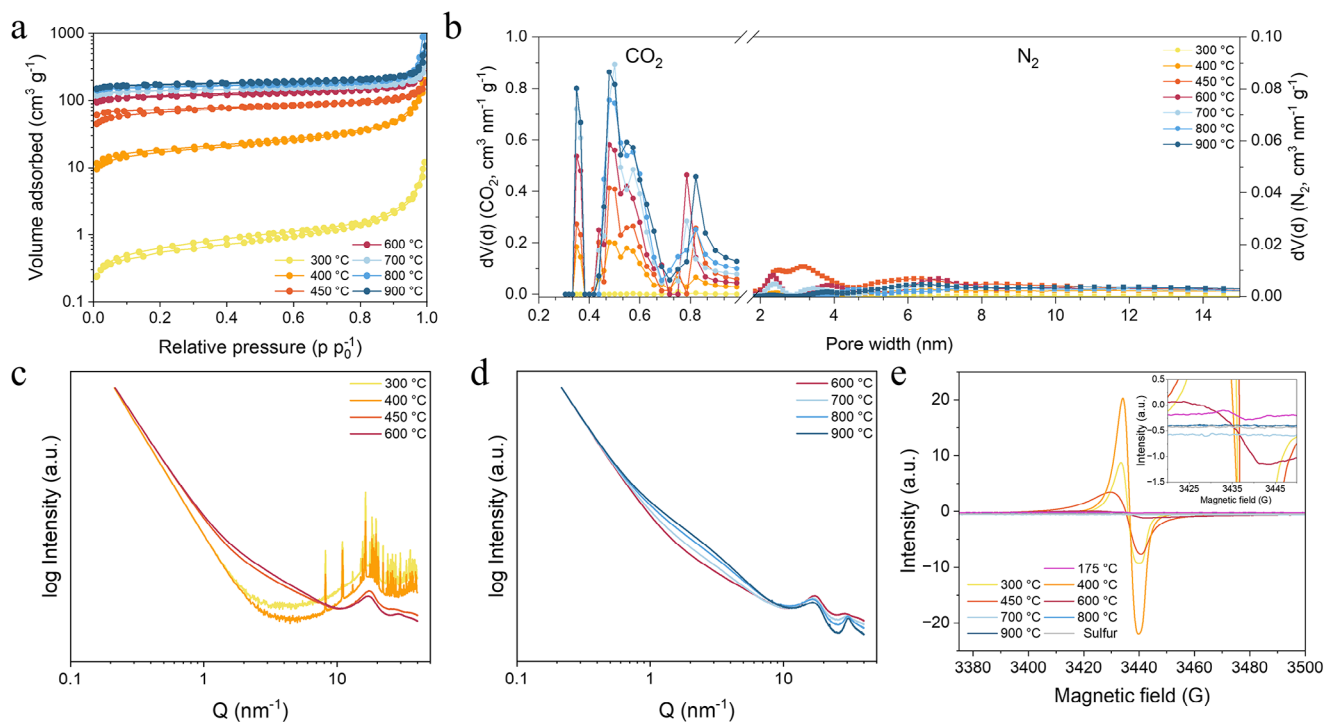 a
Volume adsorbed (cm³ g⁻¹)
1000
100
10
1
0.1
0.0 0.2 0.4 0.6 0.8 1.0
Relative pressure (p p₀⁻¹)
300 °C
400 °C
450 °C
600 °C
700 °C
800 °C
900 °C
b
CO₂
N₂
dV(d) (CO₂, cm³ nm⁻¹ g⁻¹)
1.0
0.8
0.6
0.4
0.2
0.0
0.2 0.4 0.6 0.8 2 4 6 8 10 12 14
Pore width (nm)
0.10
0.08
0.06
0.04
0.02
0.00
dV(d) (N₂, cm³ nm⁻¹ g⁻¹)
300 °C
400 °C
450 °C
600 °C
700 °C
800 °C
900 °C
c
log Intensity (a.u.)
300 °C
400 °C
450 °C
600 °C
0.1 1 10
Q (nm⁻¹)
d
log Intensity (a.u.)
600 °C
700 °C
800 °C
900 °C
0.1 1 10
Q (nm⁻¹)
e
Intensity (a.u.)
20
10
0
−10
−20
3380 3400 3420 3440 3460 3480 3500
Magnetic field (G)
175 °C
300 °C 400 °C
450 °C 600 °C
700 °C 800 °C
900 °C Sulfur
Intensity (a.u.)
0.5
0.0
−0.5
−1.0
−1.5
3425 3435 3445
Magnetic field (G)